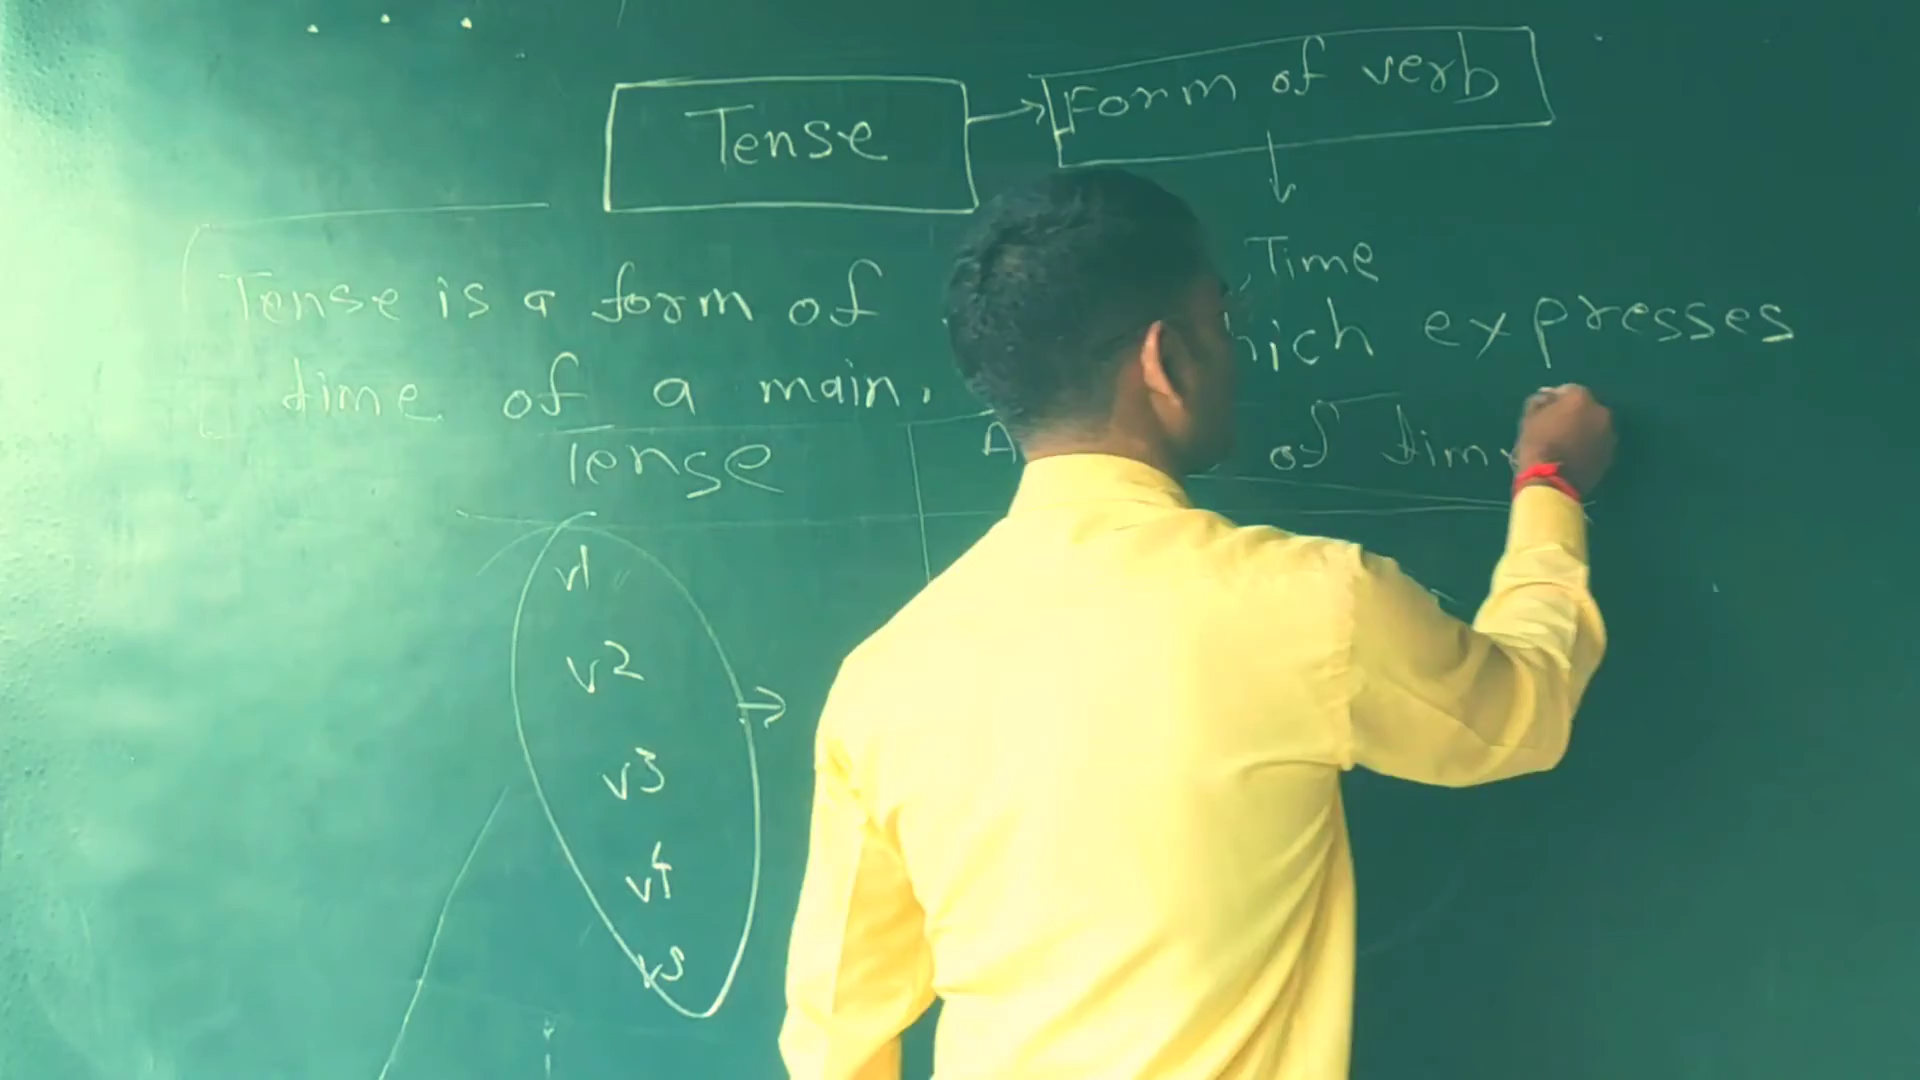 Tense
Form of verb
Time
Tense is a form of
hich expresses
time of a main.
Tense
of time
v1
v2
v3
v4
v5